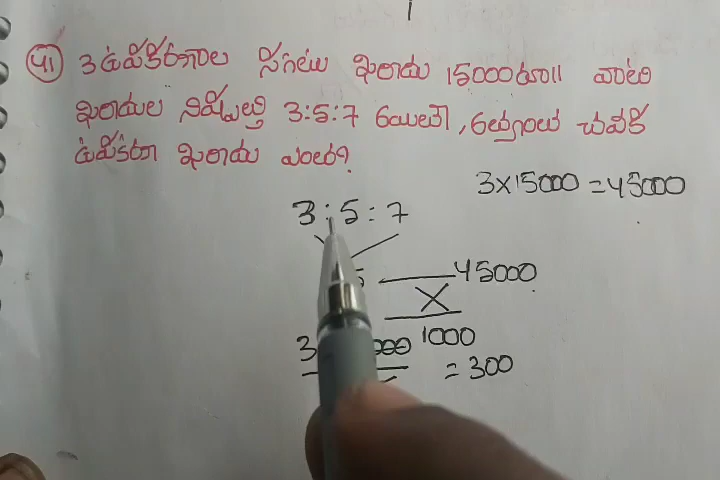 41 3 ఉపకరణాల సగటు ఖరీదు 15000రూ॥ వాటి
ఖరీదుల నిష్పత్తి 3:5:7 అయితే, అత్యంత చవకి
ఉపకరణ ఖరీదు ఎంత?
3×15000 = 45000
3 : 5 : 7
45000
1000
= 300